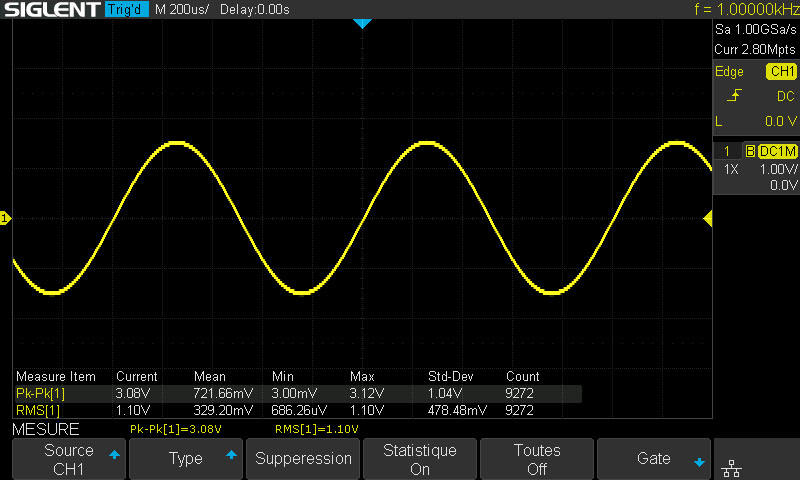 SIGLENT Trig'd M 200us/ Delay:0.00s f = 1.00000kHz
Sa 1.00GSa/s
Curr 2.80Mpts
Edge CH1
DC
L 0.0 V
1 B DC1M
1X 1.00V/
0.0V
1
Measure Item Current Mean Min Max Std-Dev Count
Pk-Pk[1] 3.08V 721.66mV 3.00mV 3.12V 1.04V 9272
RMS[1] 1.10V 329.20mV 686.26uV 1.10V 478.48mV 9272
MESURE Pk-Pk[1]=3.08V RMS[1]=1.10V
Source CH1
Type
Supperession
Statistique On
Toutes Off
Gate